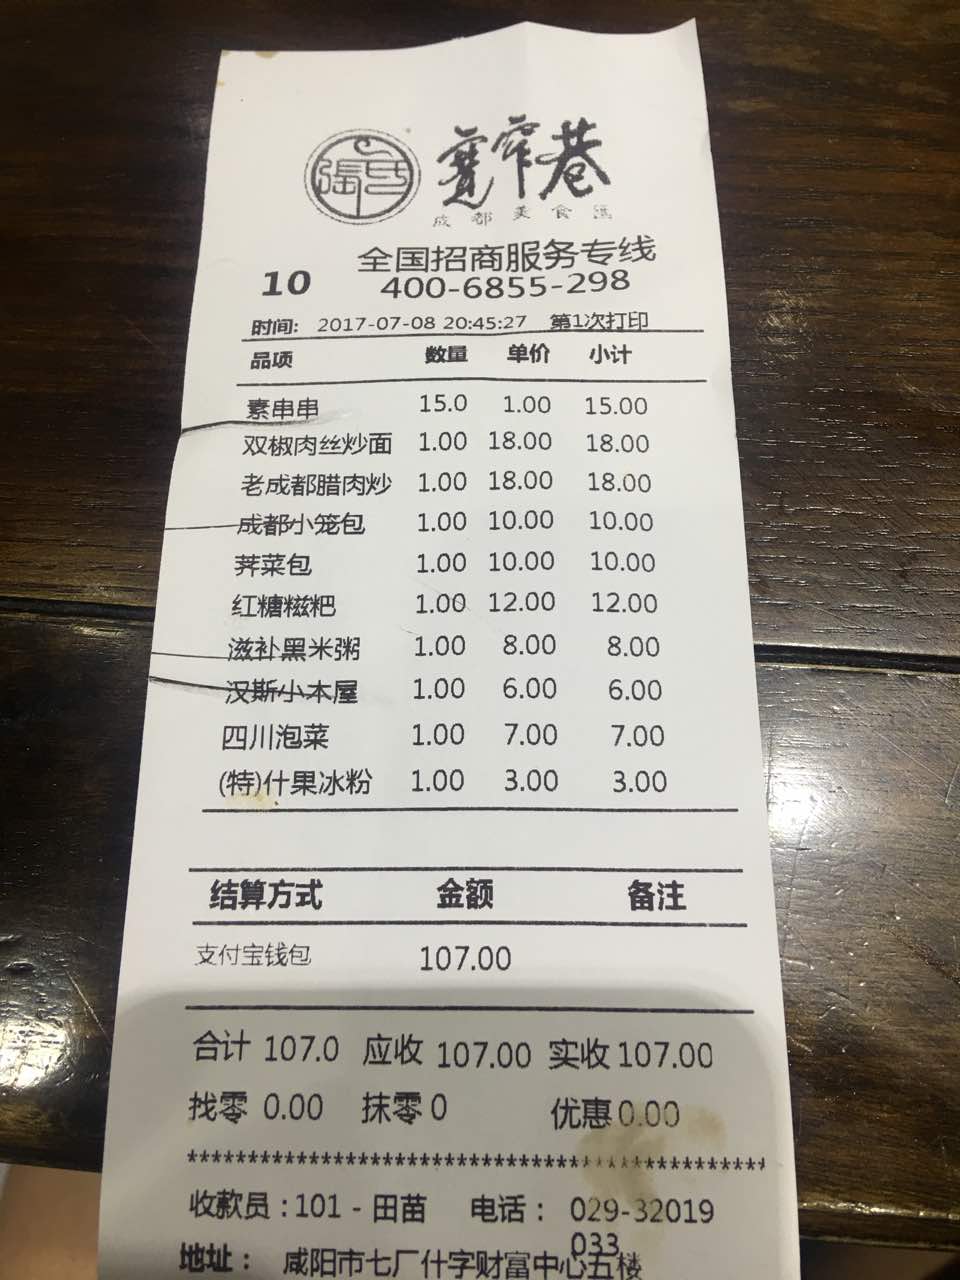 張氏 寬窄巷
成都美食匯
全国招商服务专线
10 400-6855-298
时间: 2017-07-08 20:45:27 第1次打印
品项 数量 单价 小计
素串串 15.0 1.00 15.00
双椒肉丝炒面 1.00 18.00 18.00
老成都腊肉炒 1.00 18.00 18.00
成都小笼包 1.00 10.00 10.00
荠菜包 1.00 10.00 10.00
红糖糍粑 1.00 12.00 12.00
滋补黑米粥 1.00 8.00 8.00
汉斯小木屋 1.00 6.00 6.00
四川泡菜 1.00 7.00 7.00
(特)什果冰粉 1.00 3.00 3.00
结算方式 金额 备注
支付宝钱包 107.00
合计 107.0 应收 107.00 实收 107.00
找零 0.00 抹零 0 优惠 0.00
************************************************
收款员:101 - 田苗 电话: 029-32019
033
地址: 咸阳市七厂什字财富中心五楼